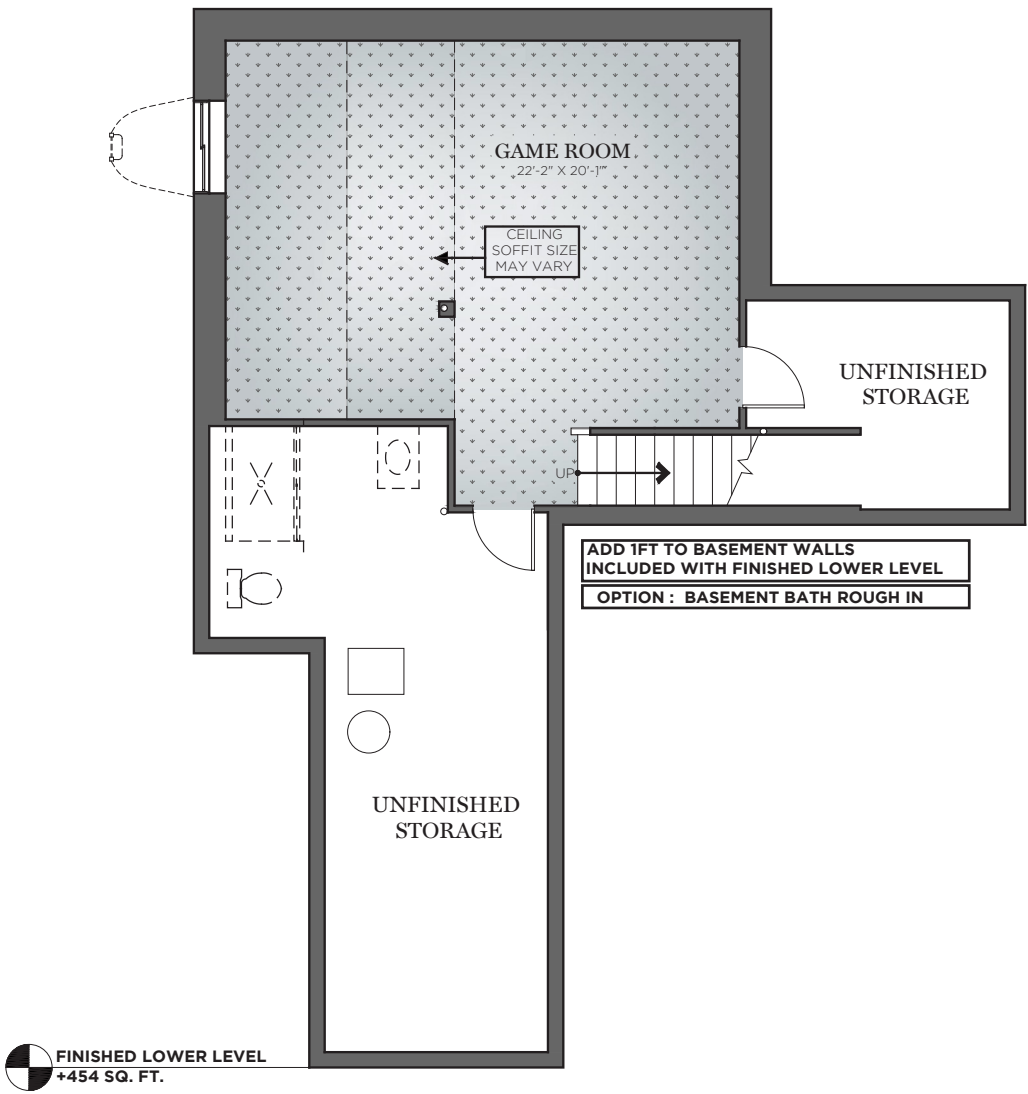 GAME ROOM
22'-2" X 20'-1"
CEILING
SOFFIT SIZE
MAY VARY
UNFINISHED
STORAGE
UP
ADD 1FT TO BASEMENT WALLS
INCLUDED WITH FINISHED LOWER LEVEL
OPTION : BASEMENT BATH ROUGH IN
UNFINISHED
STORAGE
FINISHED LOWER LEVEL
+454 SQ. FT.